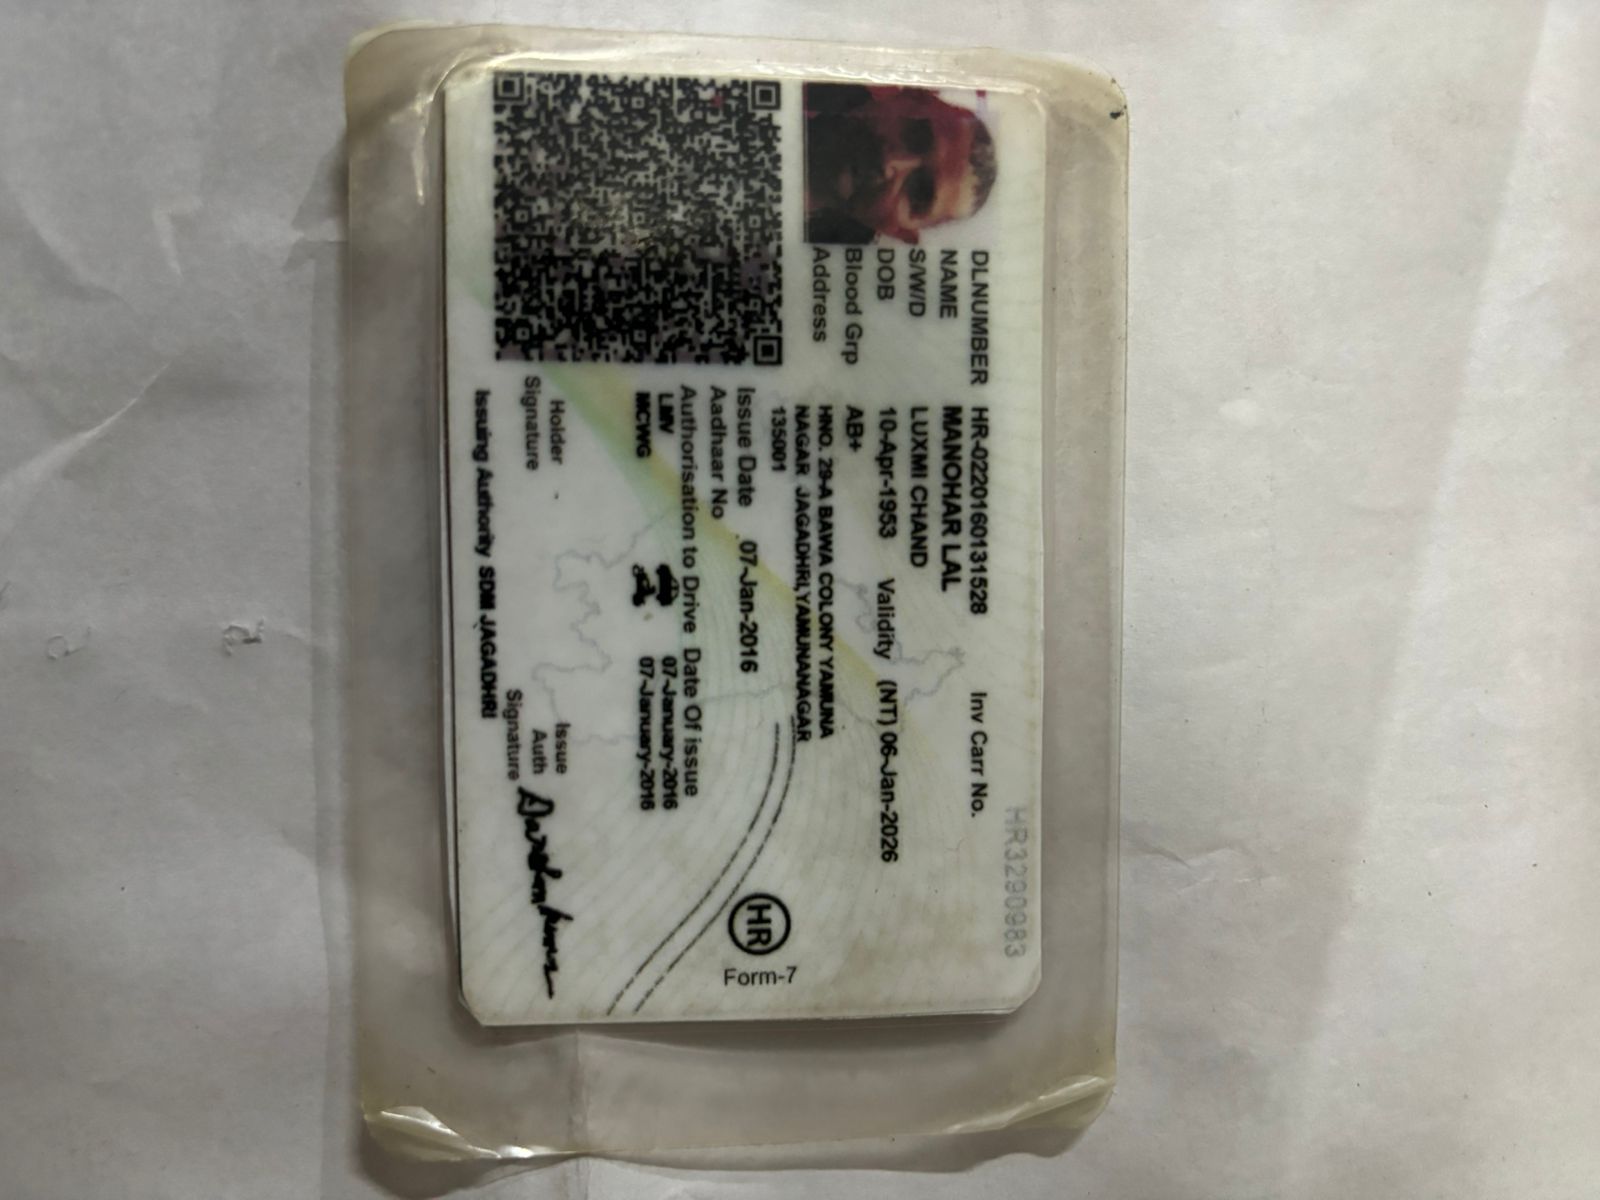 HR3290983
DLNUMBER HR-0220160131528 Inv Carr No.
NAME MANOHAR LAL
S/W/D LUXMI CHAND
DOB 10-Apr-1953 Validity (NT) 06-Jan-2026
Blood Grp AB+
Address HNO. 29-A BAWA COLONY YAMUNA
NAGAR JAGADHRI,YAMUNANAGAR
135001
HR
Form-7
Issue Date 07-Jan-2016
Aadhaar No
Authorisation to Drive Date Of issue
LMV 07-January-2016
MCWG 07-January-2016
Holder
Signature
Issue
Auth
Signature
Issuing Authority SDM JAGADHRI